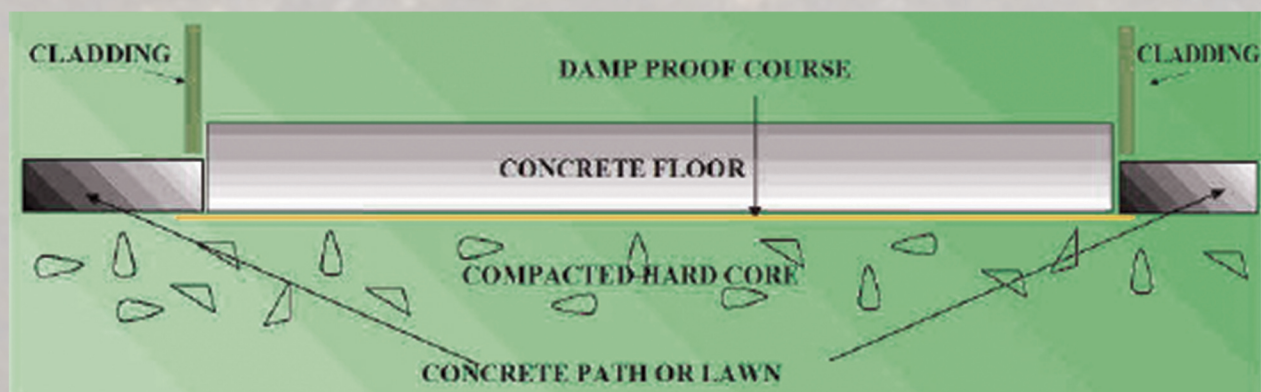 CLADDING
CLADDING
DAMP PROOF COURSE
CONCRETE FLOOR
COMPACTED HARD CORE
CONCRETE PATH OR LAWN